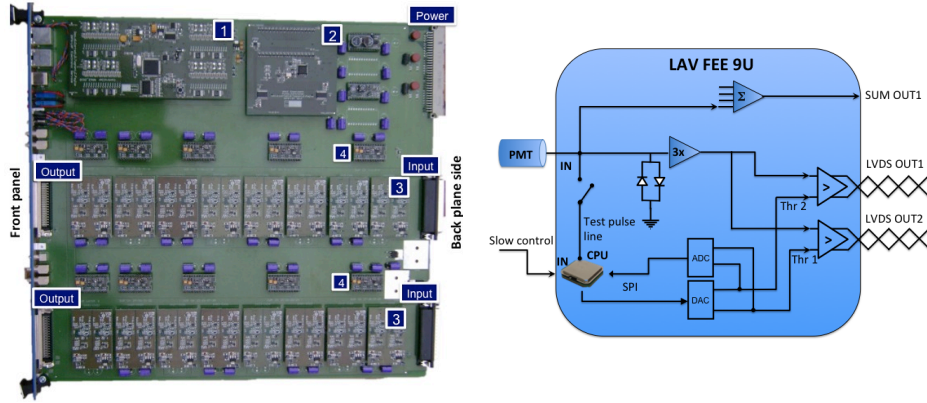 Power
1
2
4
Output
Input
3
Front panel
Back plane side
4
Output
Input
3
LAV FEE 9U
Σ
SUM OUT1
PMT
IN
3x
LVDS OUT1
>
Thr 2
Test pulse
line
LVDS OUT2
>
Slow control
Thr 1
IN
CPU
ADC
SPI
DAC